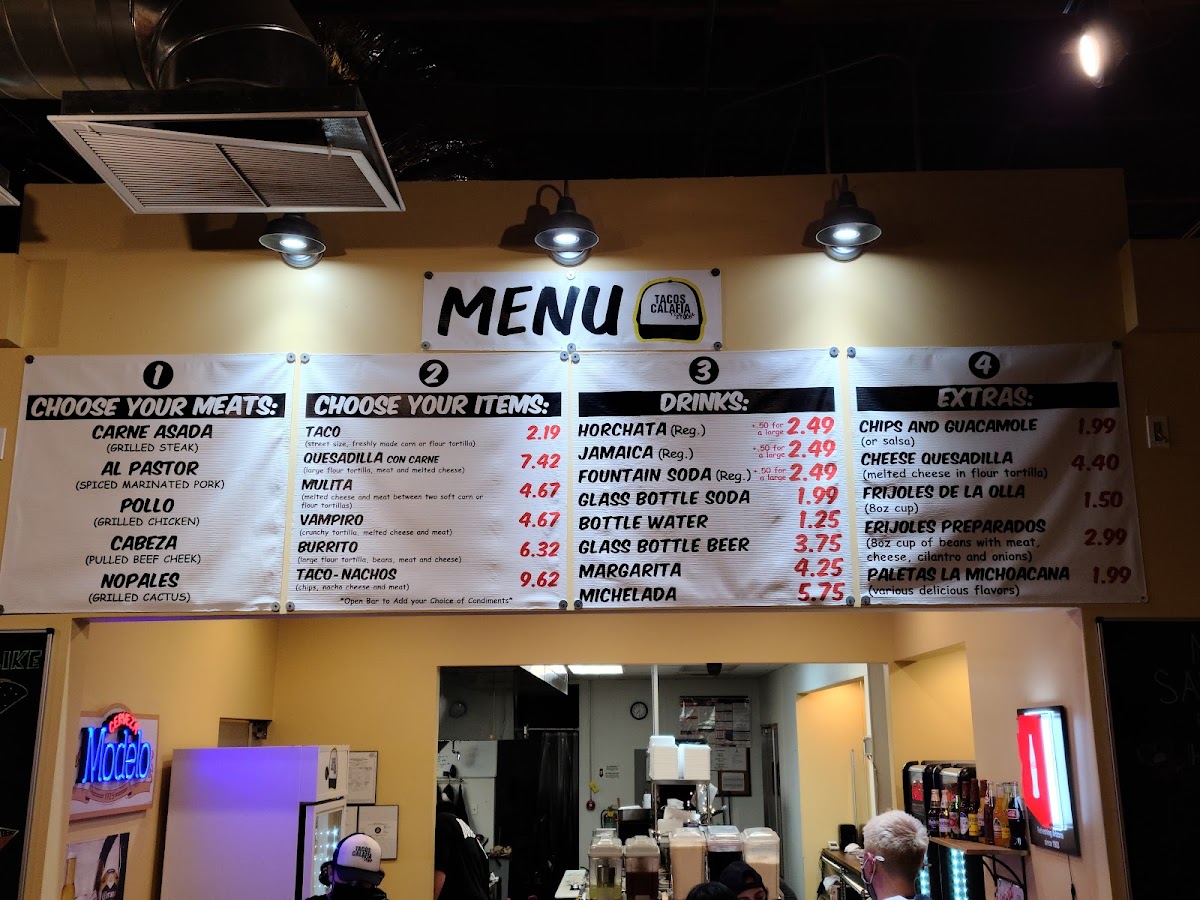 MENU
TACOS
CALAFIA
1
CHOOSE YOUR MEATS:
CARNE ASADA
(GRILLED STEAK)
AL PASTOR
(SPICED MARINATED PORK)
POLLO
(GRILLED CHICKEN)
CABEZA
(PULLED BEEF CHEEK)
NOPALES
(GRILLED CACTUS)
2
CHOOSE YOUR ITEMS:
TACO 2.19
(street size, freshly made corn or flour tortilla)
QUESADILLA CON CARNE 7.42
(large flour tortilla, meat and melted cheese)
MULITA 4.67
(melted cheese and meat between two soft corn or
flour tortillas)
VAMPIRO 4.67
(crunchy tortilla, melted cheese and meat)
BURRITO 6.32
(large flour tortilla, beans, meat and cheese)
TACO-NACHOS 9.62
(chips, nacho cheese and meat)
*Open Bar to Add your Choice of Condiments*
3
DRINKS:
HORCHATA (Reg.) +.50 for a large 2.49
JAMAICA (Reg.) +.50 for a large 2.49
FOUNTAIN SODA (Reg.) +.50 for a large 2.49
GLASS BOTTLE SODA 1.99
BOTTLE WATER 1.25
GLASS BOTTLE BEER 3.75
MARGARITA 4.25
MICHELADA 5.75
4
EXTRAS:
CHIPS AND GUACAMOLE 1.99
(or salsa)
CHEESE QUESADILLA 4.40
(melted cheese in flour tortilla)
FRIJOLES DE LA OLLA 1.50
(8oz cup)
FRIJOLES PREPARADOS 2.99
(8oz cup of beans with meat,
cheese, cilantro and onions)
PALETAS LA MICHOACANA 1.99
(various delicious flavors)
LIKE
SA
CERVEZA
Modelo
TACOS
CALAFIA